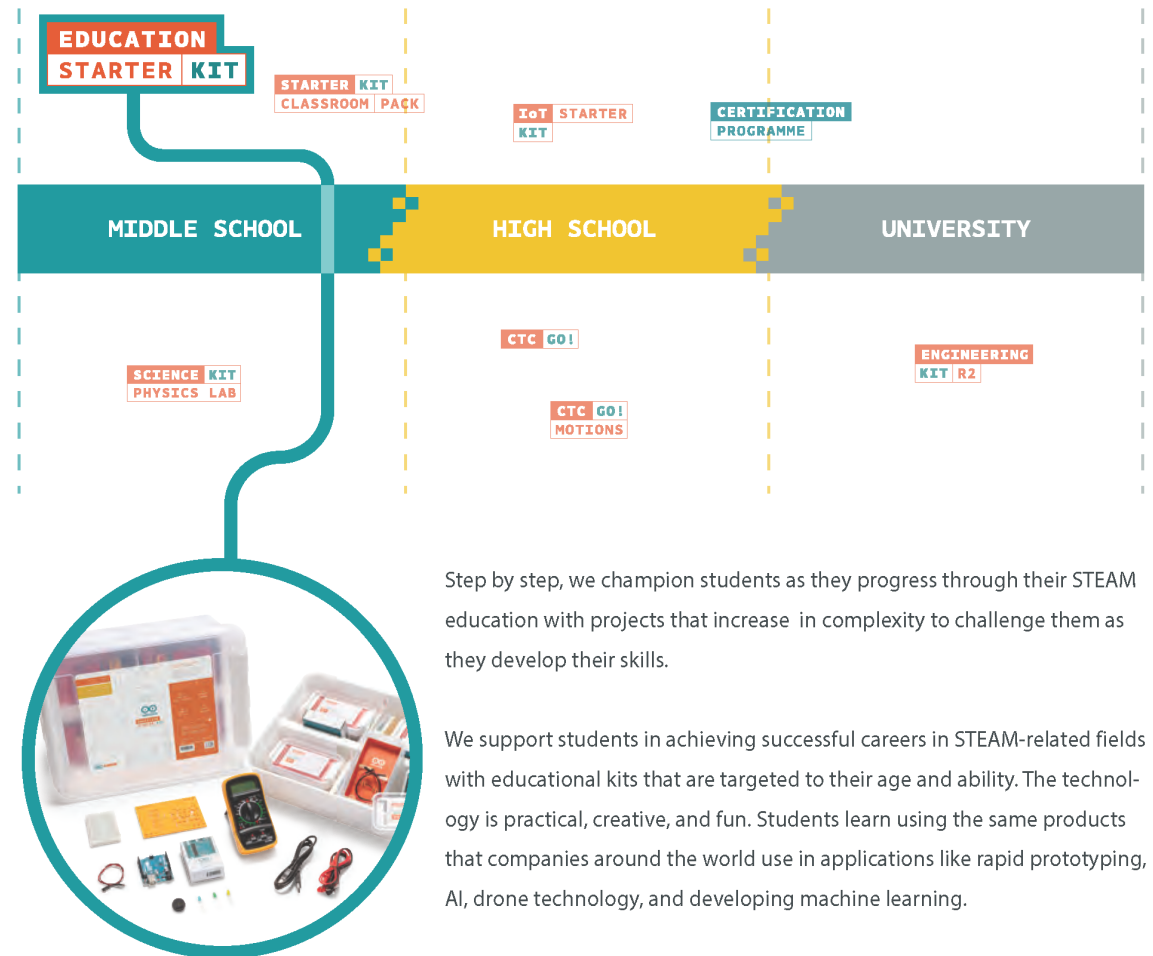 EDUCATION
STARTER KIT
STARTER KIT
CLASSROOM PACK
IoT STARTER
KIT
CERTIFICATION
PROGRAMME
MIDDLE SCHOOL
HIGH SCHOOL
UNIVERSITY
SCIENCE KIT
PHYSICS LAB
CTC GO!
CTC GO!
MOTIONS
ENGINEERING
KIT R2
Step by step, we champion students as they progress through their STEAM
education with projects that increase in complexity to challenge them as
they develop their skills.
We support students in achieving successful careers in STEAM-related fields
with educational kits that are targeted to their age and ability. The technol-
ogy is practical, creative, and fun. Students learn using the same products
that companies around the world use in applications like rapid prototyping,
AI, drone technology, and developing machine learning.